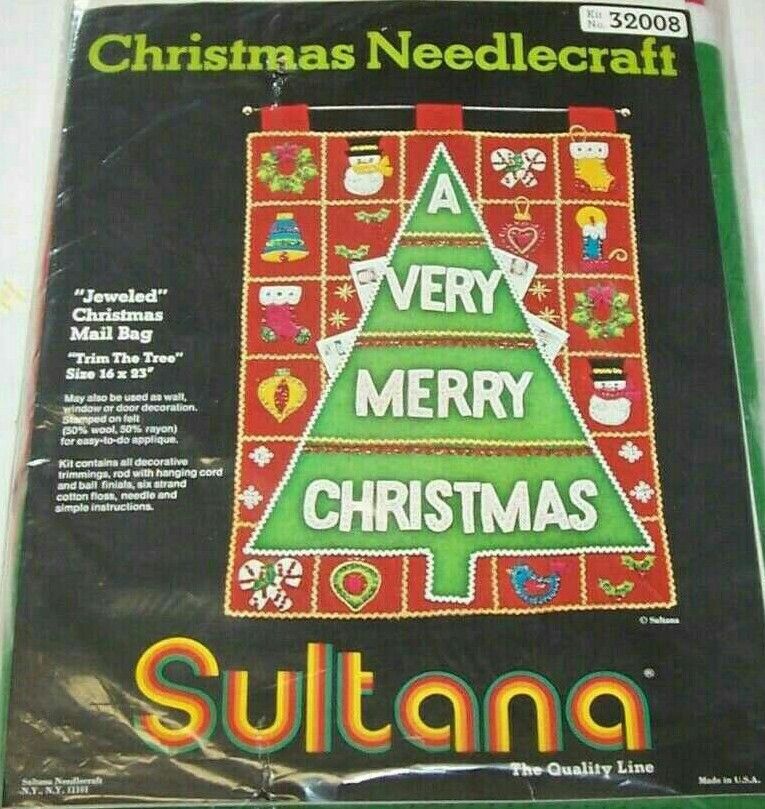 Kit
No. 32008
Christmas Needlecraft
A
VERY
MERRY
CHRISTMAS
"Jeweled"
Christmas
Mail Bag
"Trim The Tree"
Size 16 x 23"
May also be used as wall,
window or door decoration.
Stamped on felt
(50% wool, 50% rayon)
for easy-to-do applique.
Kit contains all decorative
trimmings, rod with hanging cord
and ball finials, six strand
cotton floss, needle and
simple instructions.
© Sultana
Sultana®
The Quality Line
Sultana Needlecraft
N.Y., N.Y.
Made in U.S.A.